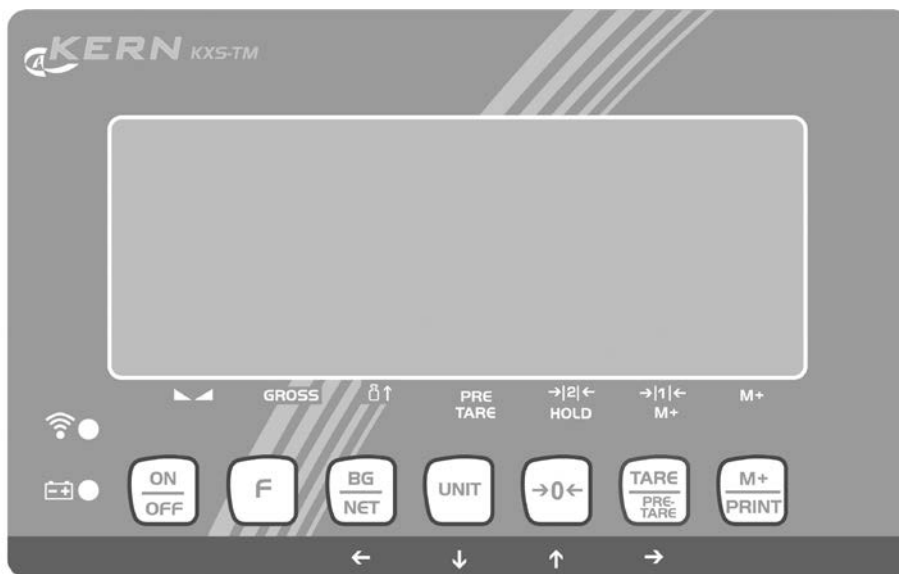 KERN KXS-TM
GROSS PRE →|2|← →|1|← M+
TARE HOLD M+
ON F BG UNIT →0← TARE M+
OFF NET PRE- PRINT
TARE
← ↓ ↑ →